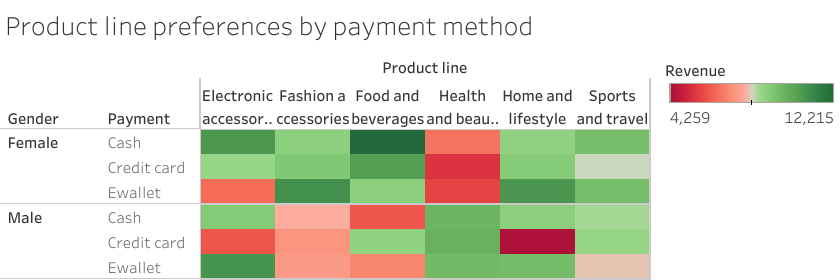 Product line preferences by payment method
Product line
Revenue
Electronic Fashion a Food and Health Home and Sports
Gender Payment accessor.. ccessories beverages and beau.. lifestyle and travel
4,259 12,215
Female Cash
Credit card
Ewallet
Male Cash
Credit card
Ewallet